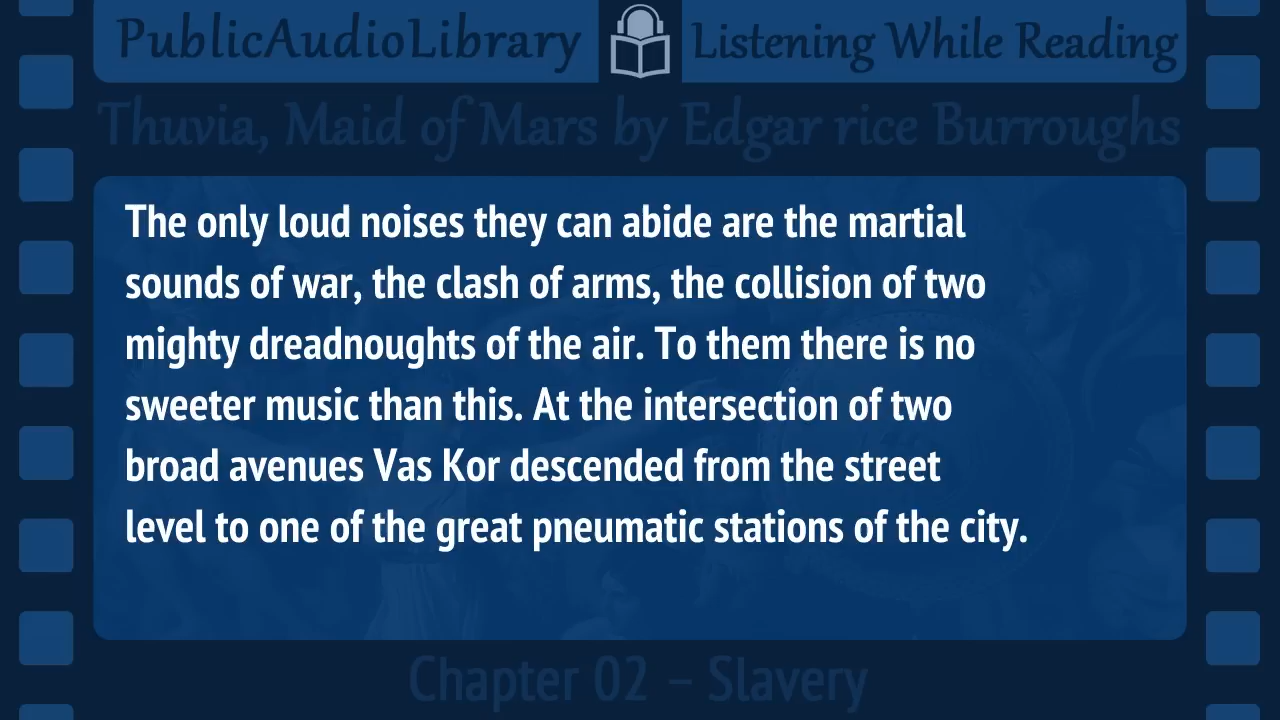 PublicAudioLibrary Listening While Reading
Thuvia, Maid of Mars by Edgar rice Burroughs
The only loud noises they can abide are the martial
sounds of war, the clash of arms, the collision of two
mighty dreadnoughts of the air. To them there is no
sweeter music than this. At the intersection of two
broad avenues Vas Kor descended from the street
level to one of the great pneumatic stations of the city.
Chapter 02 – Slavery